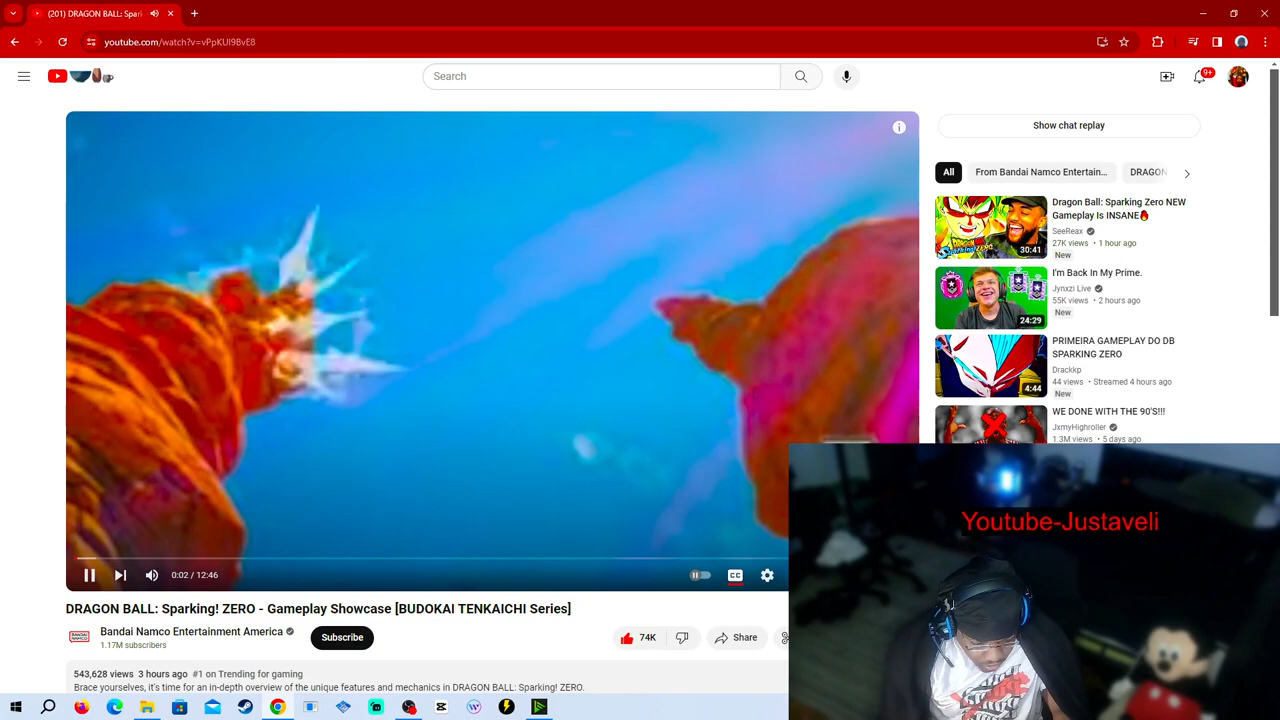 (201) DRAGON BALL: Spar
youtube.com/watch?v=vPpKUI9BvE8
Search
9+
Show chat replay
All
From Bandai Namco Entertain...
DRAGON
Dragon Ball: Sparking Zero NEW
Gameplay Is INSANE
SeeReax
27K views • 1 hour ago
New
30:41
I'm Back In My Prime.
Jynxzi Live
55K views • 2 hours ago
New
24:29
PRIMEIRA GAMEPLAY DO DB
SPARKING ZERO
Drackkp
44 views • Streamed 4 hours ago
New
4:44
WE DONE WITH THE 90'S!!!
JxmyHighroller
1.3M views • 5 days ago
0:02 / 12:46
CC
DRAGON BALL: Sparking! ZERO - Gameplay Showcase [BUDOKAI TENKAICHI Series]
Bandai Namco Entertainment America
1.17M subscribers
Subscribe
74K
Share
543,628 views 3 hours ago #1 on Trending for gaming
Brace yourselves, it's time for an in-depth overview of the unique features and mechanics in DRAGON BALL: Sparking! ZERO.
Youtube-Justaveli